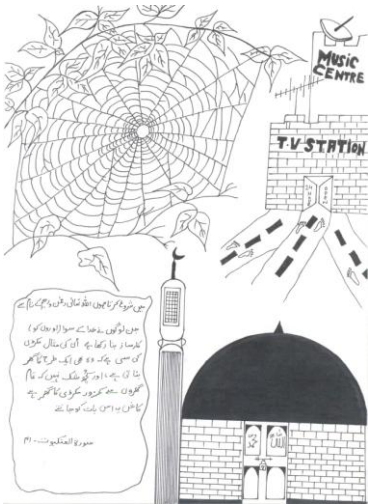 MUSIC
CENTRE
T.V STATION
میں شروع کرتا ہوں اللہ تعالیٰ کے نام سے
جن لوگوں نے خدا کے سوا (اوروں کو)
کارساز بنا رکھا ہے اُن کی مثال مکڑی
کی سی ہے کہ وہ بھی ایک طرح کا گھر
بناتی ہے، اور کچھ شک نہیں کہ تمام
گھروں سے کمزور مکڑی کا گھر ہے
کاش یہ اس بات کو جانتے
سورۃ العنکبوت - ۴۱
اللہ
محمد